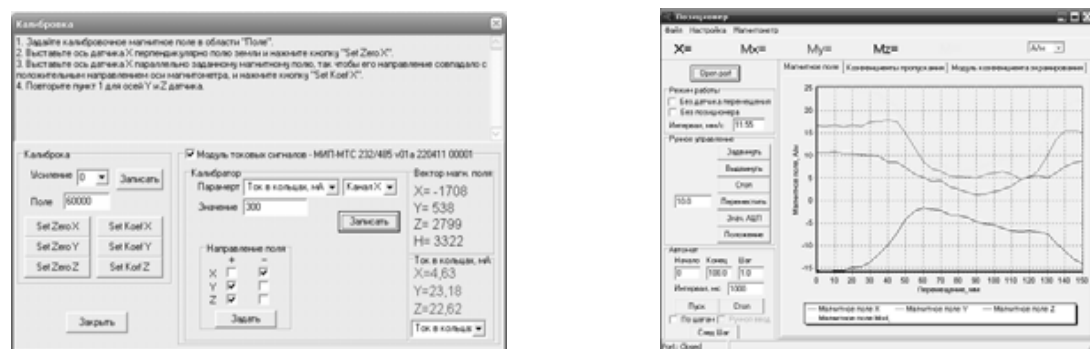 Калибровка
1. Задайте калибровочное магнитное поле в области "Поле".
2. Выставьте ось датчика X перпендикулярно полю земли и нажмите кнопку "Set Zero X".
3. Выставьте ось датчика X параллельно заданному магнитному полю, так чтобы его направление совпадало с
положительным направлением оси магнитометра, и нажмите кнопку "Set Koef X".
4. Повторите пункт 1 для осей Y и Z датчика.
Калибровка
Усиление 0 Записать
Поле 60000
Set Zero X Set Koef X
Set Zero Y Set Koef Y
Set Zero Z Set Koef Z
Закрыть
Модуль токовых сигналов - МИП-МТС 232/485 v01a 220411 00001
Калибратор
Параметр Ток в кольцах, мА Канал X
Значение 300
Записать
Направление поля
+ -
X
Y
Z
Задать
Вектор магн. поля
X= -1708
Y= 538
Z= 2799
H= 3322
Ток в кольцах, мА
X=4,63
Y=23,18
Z=22,62
Ток в кольцах
Позиционер
Файл Настройка Магнитометр
X= Mx= My= Mz= А/м
Open port
Режим работы
Без датчика перемещения
Без позиционера
Интервал, мкм/с 11.55
Ручное управление
Задвинуть
Выдвинуть
Стоп
10.0 Переместить
Знач. АЦП
Положение
Автомат
Начало Конец Шаг
0 100.0 1.0
Интервал, мс 1000
Пуск Стоп
По шагам Ручной ввод
След. Шаг
Port: Closed
Магнитное поле Коэффициенты пропускания Модуль коэффициента экранирования
Магнитное поле, А/м
25
20
15
10
5
0
-5
-10
-15
0 10 20 30 40 50 60 70 80 90 100 110 120 130 140 150
Перемещение, мм
Магнитное поле X Магнитное поле Y Магнитное поле Z
Магнитное поле Mod